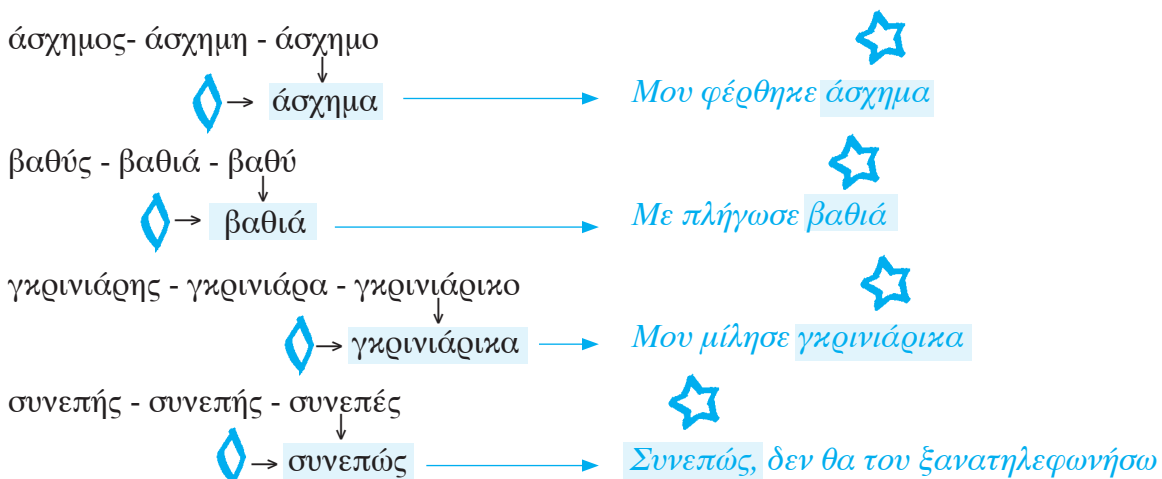 άσχημος- άσχημη - άσχημο
άσχημα Μου φέρθηκε άσχημα
βαθύς - βαθιά - βαθύ
βαθιά Με πλήγωσε βαθιά
γκρινιάρης - γκρινιάρα - γκρινιάρικο
γκρινιάρικα Μου μίλησε γκρινιάρικα
συνεπής - συνεπής - συνεπές
συνεπώς Συνεπώς, δεν θα του ξανατηλεφωνήσω